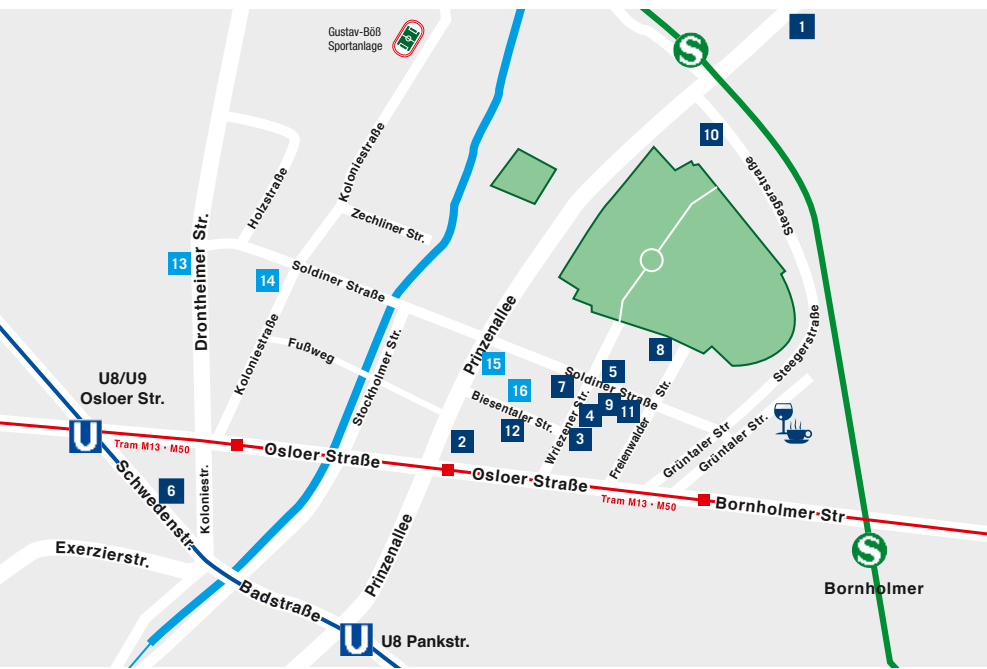 Gustav-Böß
Sportanlage
S
1
10
Koloniestraße
Steegerstraße
Holzstraße
Zechliner Str.
Drontheimer Str.
13
14
Soldiner Straße
Prinzenallee
Koloniestraße
Fußweg
Stockholmer Str.
15
16
8
5
7
Soldiner Straße
9
4
11
Steegerstraße
U8/U9
Osloer Str.
U
Biesentaler Str.
12
2
3
Wriezener Str.
Freienwalder Str.
Grüntaler Str
Grüntaler Str.
Tram M13 • M50
Osloer Straße
Osloer Straße
Tram M13 • M50
Bornholmer Str
6
Schwedenstr.
Koloniestr.
Exerzierstr.
Badstraße
Prinzenallee
S
Bornholmer
U
U8 Pankstr.